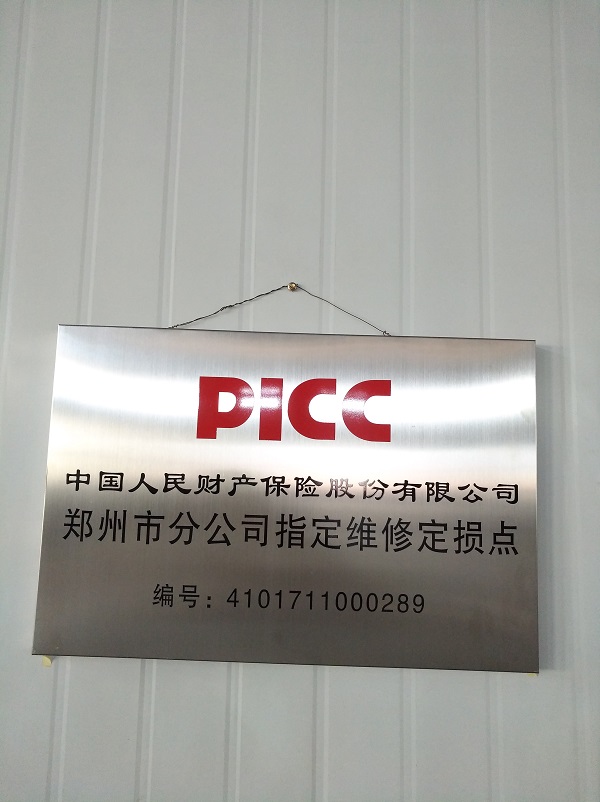 PICC
中国人民财产保险股份有限公司
郑州市分公司指定维修定损点
编号：4101711000289